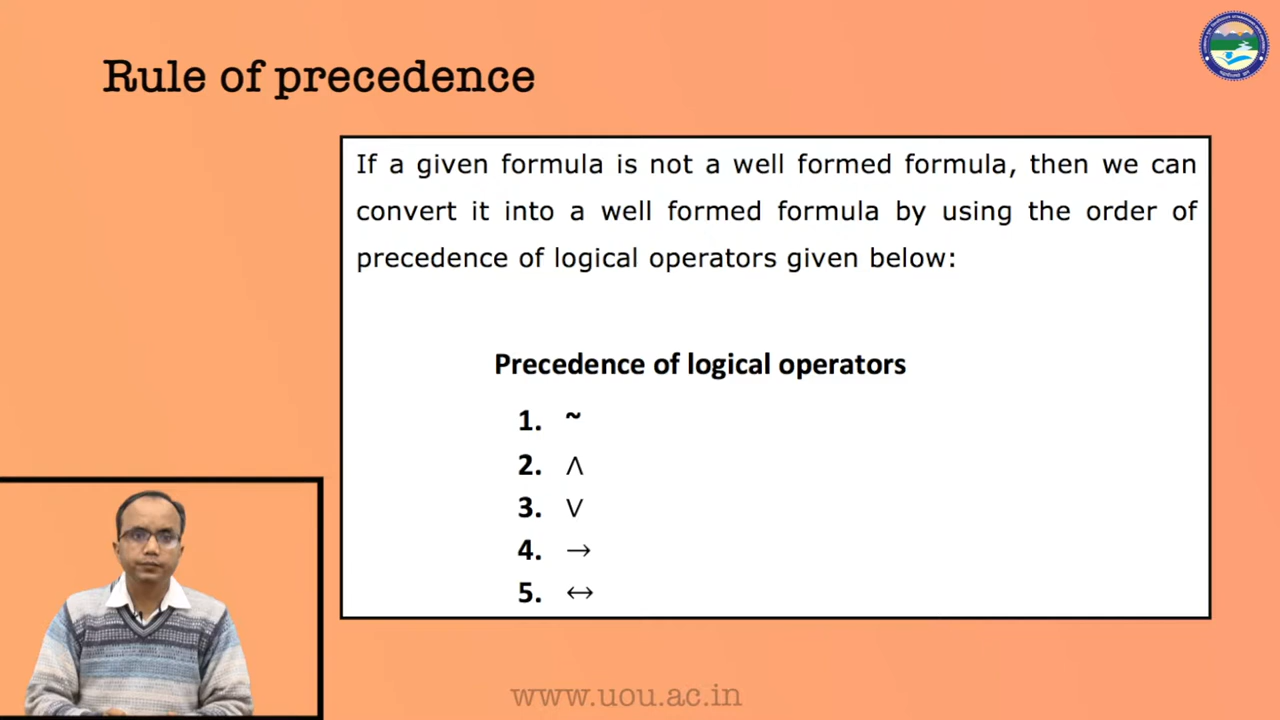 Rule of precedence
If a given formula is not a well formed formula, then we can
convert it into a well formed formula by using the order of
precedence of logical operators given below:
Precedence of logical operators
1. ~
2. ∧
3. ∨
4. →
5. ↔
www.uou.ac.in